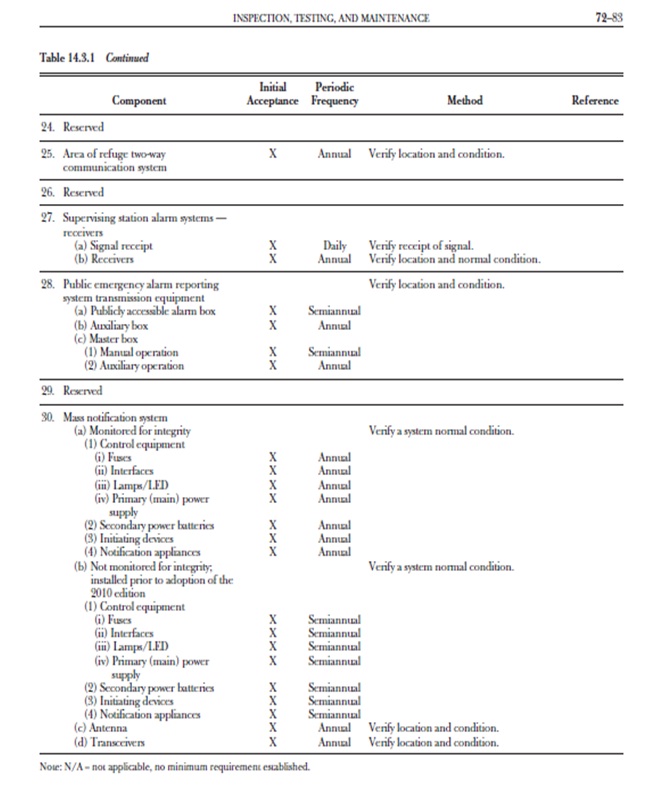 INSPECTION, TESTING, AND MAINTENANCE 72–83
Table 14.3.1 Continued
Component Initial Acceptance Periodic Frequency Method Reference
24. Reserved
25. Area of refuge two-way X Annual Verify location and condition.
communication system
26. Reserved
27. Supervising station alarm systems —
receivers
(a) Signal receipt X Daily Verify receipt of signal.
(b) Receivers X Annual Verify location and normal condition.
28. Public emergency alarm reporting Verify location and condition.
system transmission equipment
(a) Publicly accessible alarm box X Semiannual
(b) Auxiliary box X Annual
(c) Master box
(1) Manual operation X Semiannual
(2) Auxiliary operation X Annual
29. Reserved
30. Mass notification system
(a) Monitored for integrity Verify a system normal condition.
(1) Control equipment
(i) Fuses X Annual
(ii) Interfaces X Annual
(iii) Lamps/LED X Annual
(iv) Primary (main) power X Annual
supply
(2) Secondary power batteries X Annual
(3) Initiating devices X Annual
(4) Notification appliances X Annual
(b) Not monitored for integrity; Verify a system normal condition.
installed prior to adoption of the
2010 edition
(1) Control equipment
(i) Fuses X Semiannual
(ii) Interfaces X Semiannual
(iii) Lamps/LED X Semiannual
(iv) Primary (main) power X Semiannual
supply
(2) Secondary power batteries X Semiannual
(3) Initiating devices X Semiannual
(4) Notification appliances X Semiannual
(c) Antenna X Annual Verify location and condition.
(d) Transceivers X Annual Verify location and condition.
Note: N/A – not applicable, no minimum requirement established.